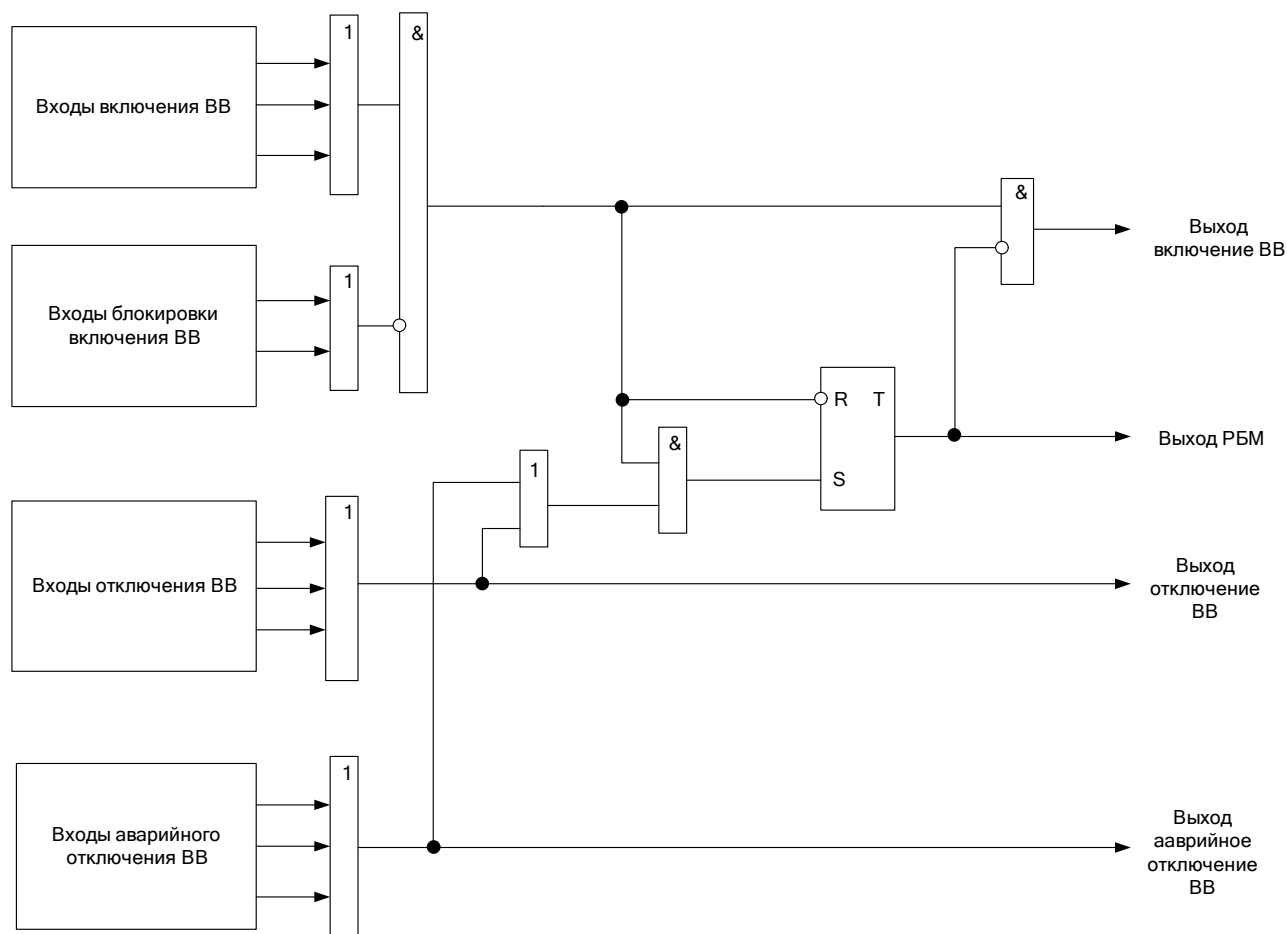 1
&
Входы включения ВВ
&
Выход
включение ВВ
1
Входы блокировки
включения ВВ
R T
&
Выход РБМ
1
S
1
Входы отключения ВВ
Выход
отключение
ВВ
1
Входы аварийного
отключения ВВ
Выход
ааврийное
отключение
ВВ